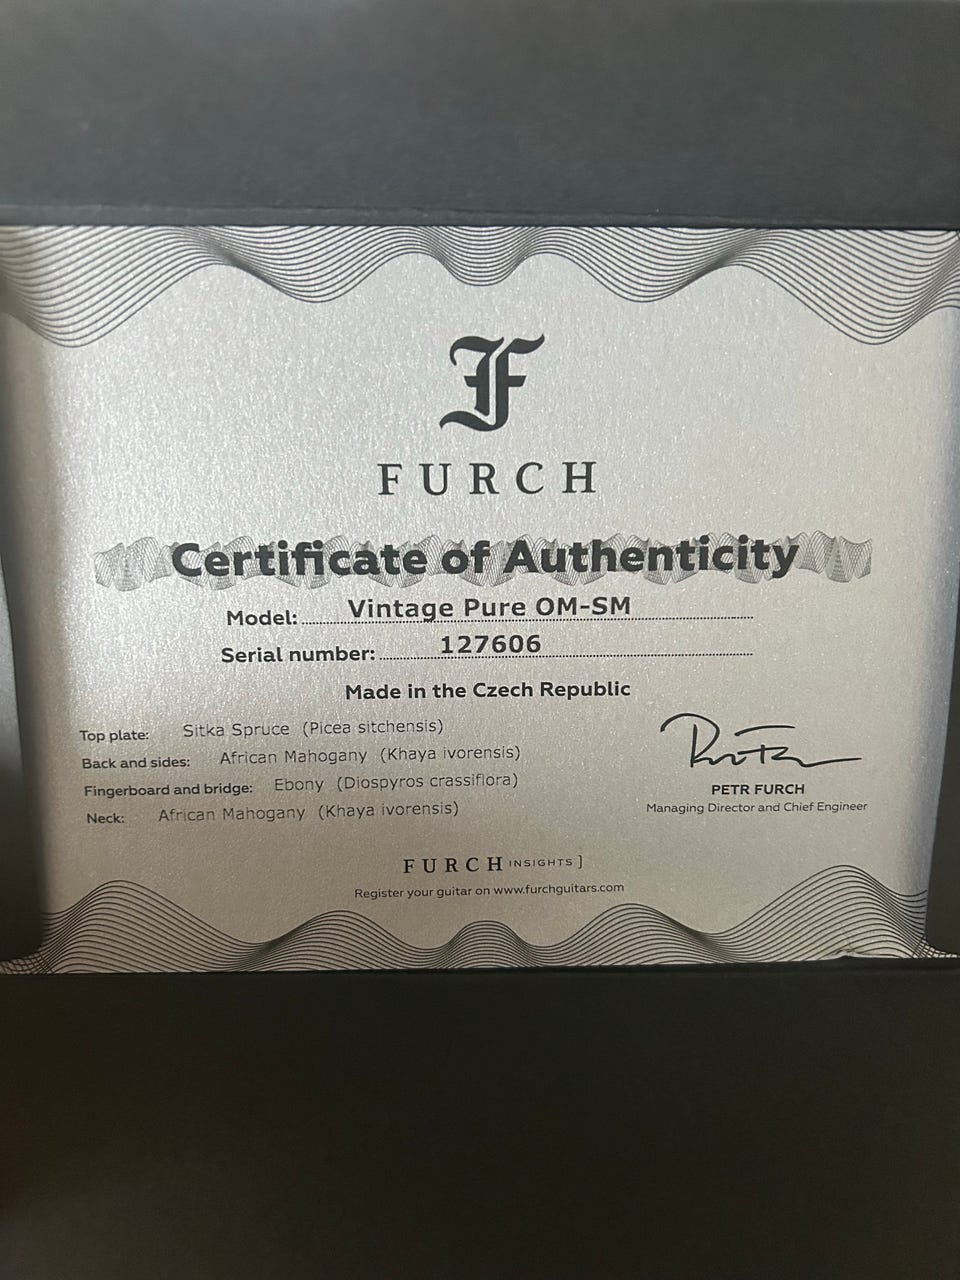 F
FURCH
Certificate of Authenticity
Model: Vintage Pure OM-SM
Serial number: 127606
Made in the Czech Republic
Top plate: Sitka Spruce (Picea sitchensis)
Back and sides: African Mahogany (Khaya ivorensis)
Fingerboard and bridge: Ebony (Diospyros crassiflora)
Neck: African Mahogany (Khaya ivorensis)
PETR FURCH
Managing Director and Chief Engineer
FURCH INSIGHTS ]
Register your guitar on www.furchguitars.com